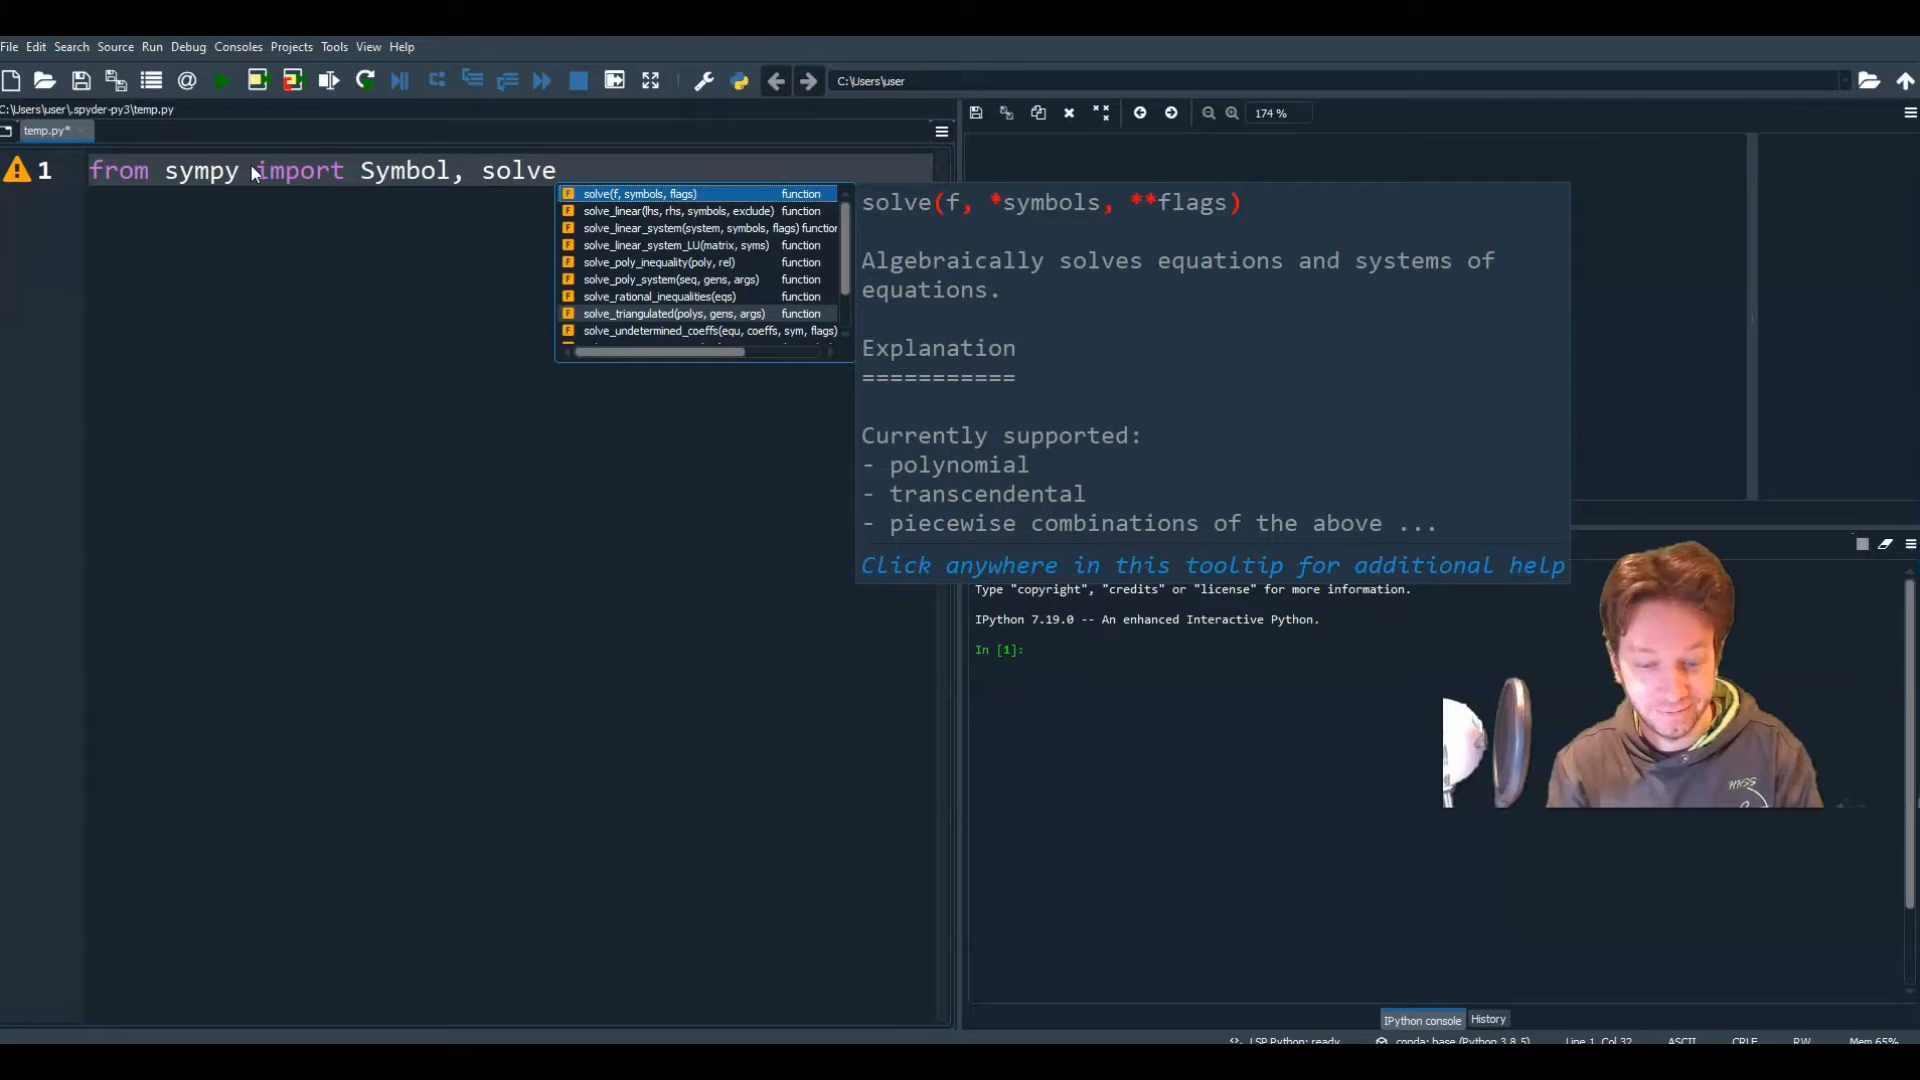 File Edit Search Source Run Debug Consoles Projects Tools View Help
C:\Users\user
C:\Users\user\.spyder-py3\temp.py
temp.py*
174 %
1 from sympy import Symbol, solve
solve(f, symbols, flags) function
solve_linear(lhs, rhs, symbols, exclude) function
solve_linear_system(system, symbols, flags) function
solve_linear_system_LU(matrix, syms) function
solve_poly_inequality(poly, rel) function
solve_poly_system(seq, gens, args) function
solve_rational_inequalities(eqs) function
solve_triangulated(polys, gens, args) function
solve_undetermined_coeffs(equ, coeffs, sym, flags)
solve(f, *symbols, **flags)
Algebraically solves equations and systems of
equations.
Explanation
===========
Currently supported:
- polynomial
- transcendental
- piecewise combinations of the above ...
Click anywhere in this tooltip for additional help
Type "copyright", "credits" or "license" for more information.
IPython 7.19.0 -- An enhanced Interactive Python.
In [1]:
HNSS
IPython console History
LSP Python: ready conda: base (Python 3.8.5) Line 1, Col 32 ASCII CRLF RW Mem 65%